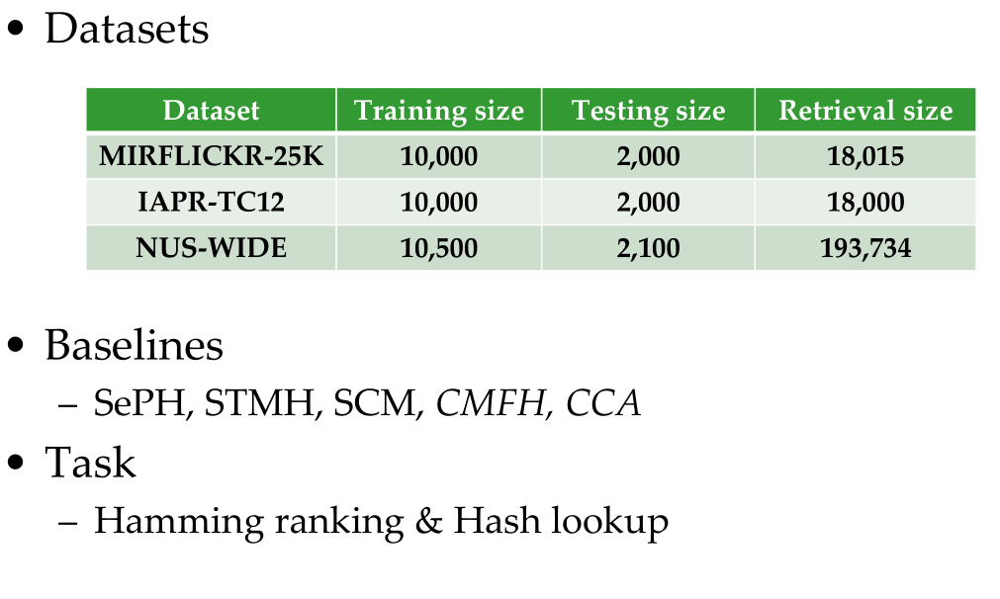 • Datasets
Dataset Training size Testing size Retrieval size
MIRFLICKR-25K 10,000 2,000 18,015
IAPR-TC12 10,000 2,000 18,000
NUS-WIDE 10,500 2,100 193,734
• Baselines
– SePH, STMH, SCM, CMFH, CCA
• Task
– Hamming ranking & Hash lookup